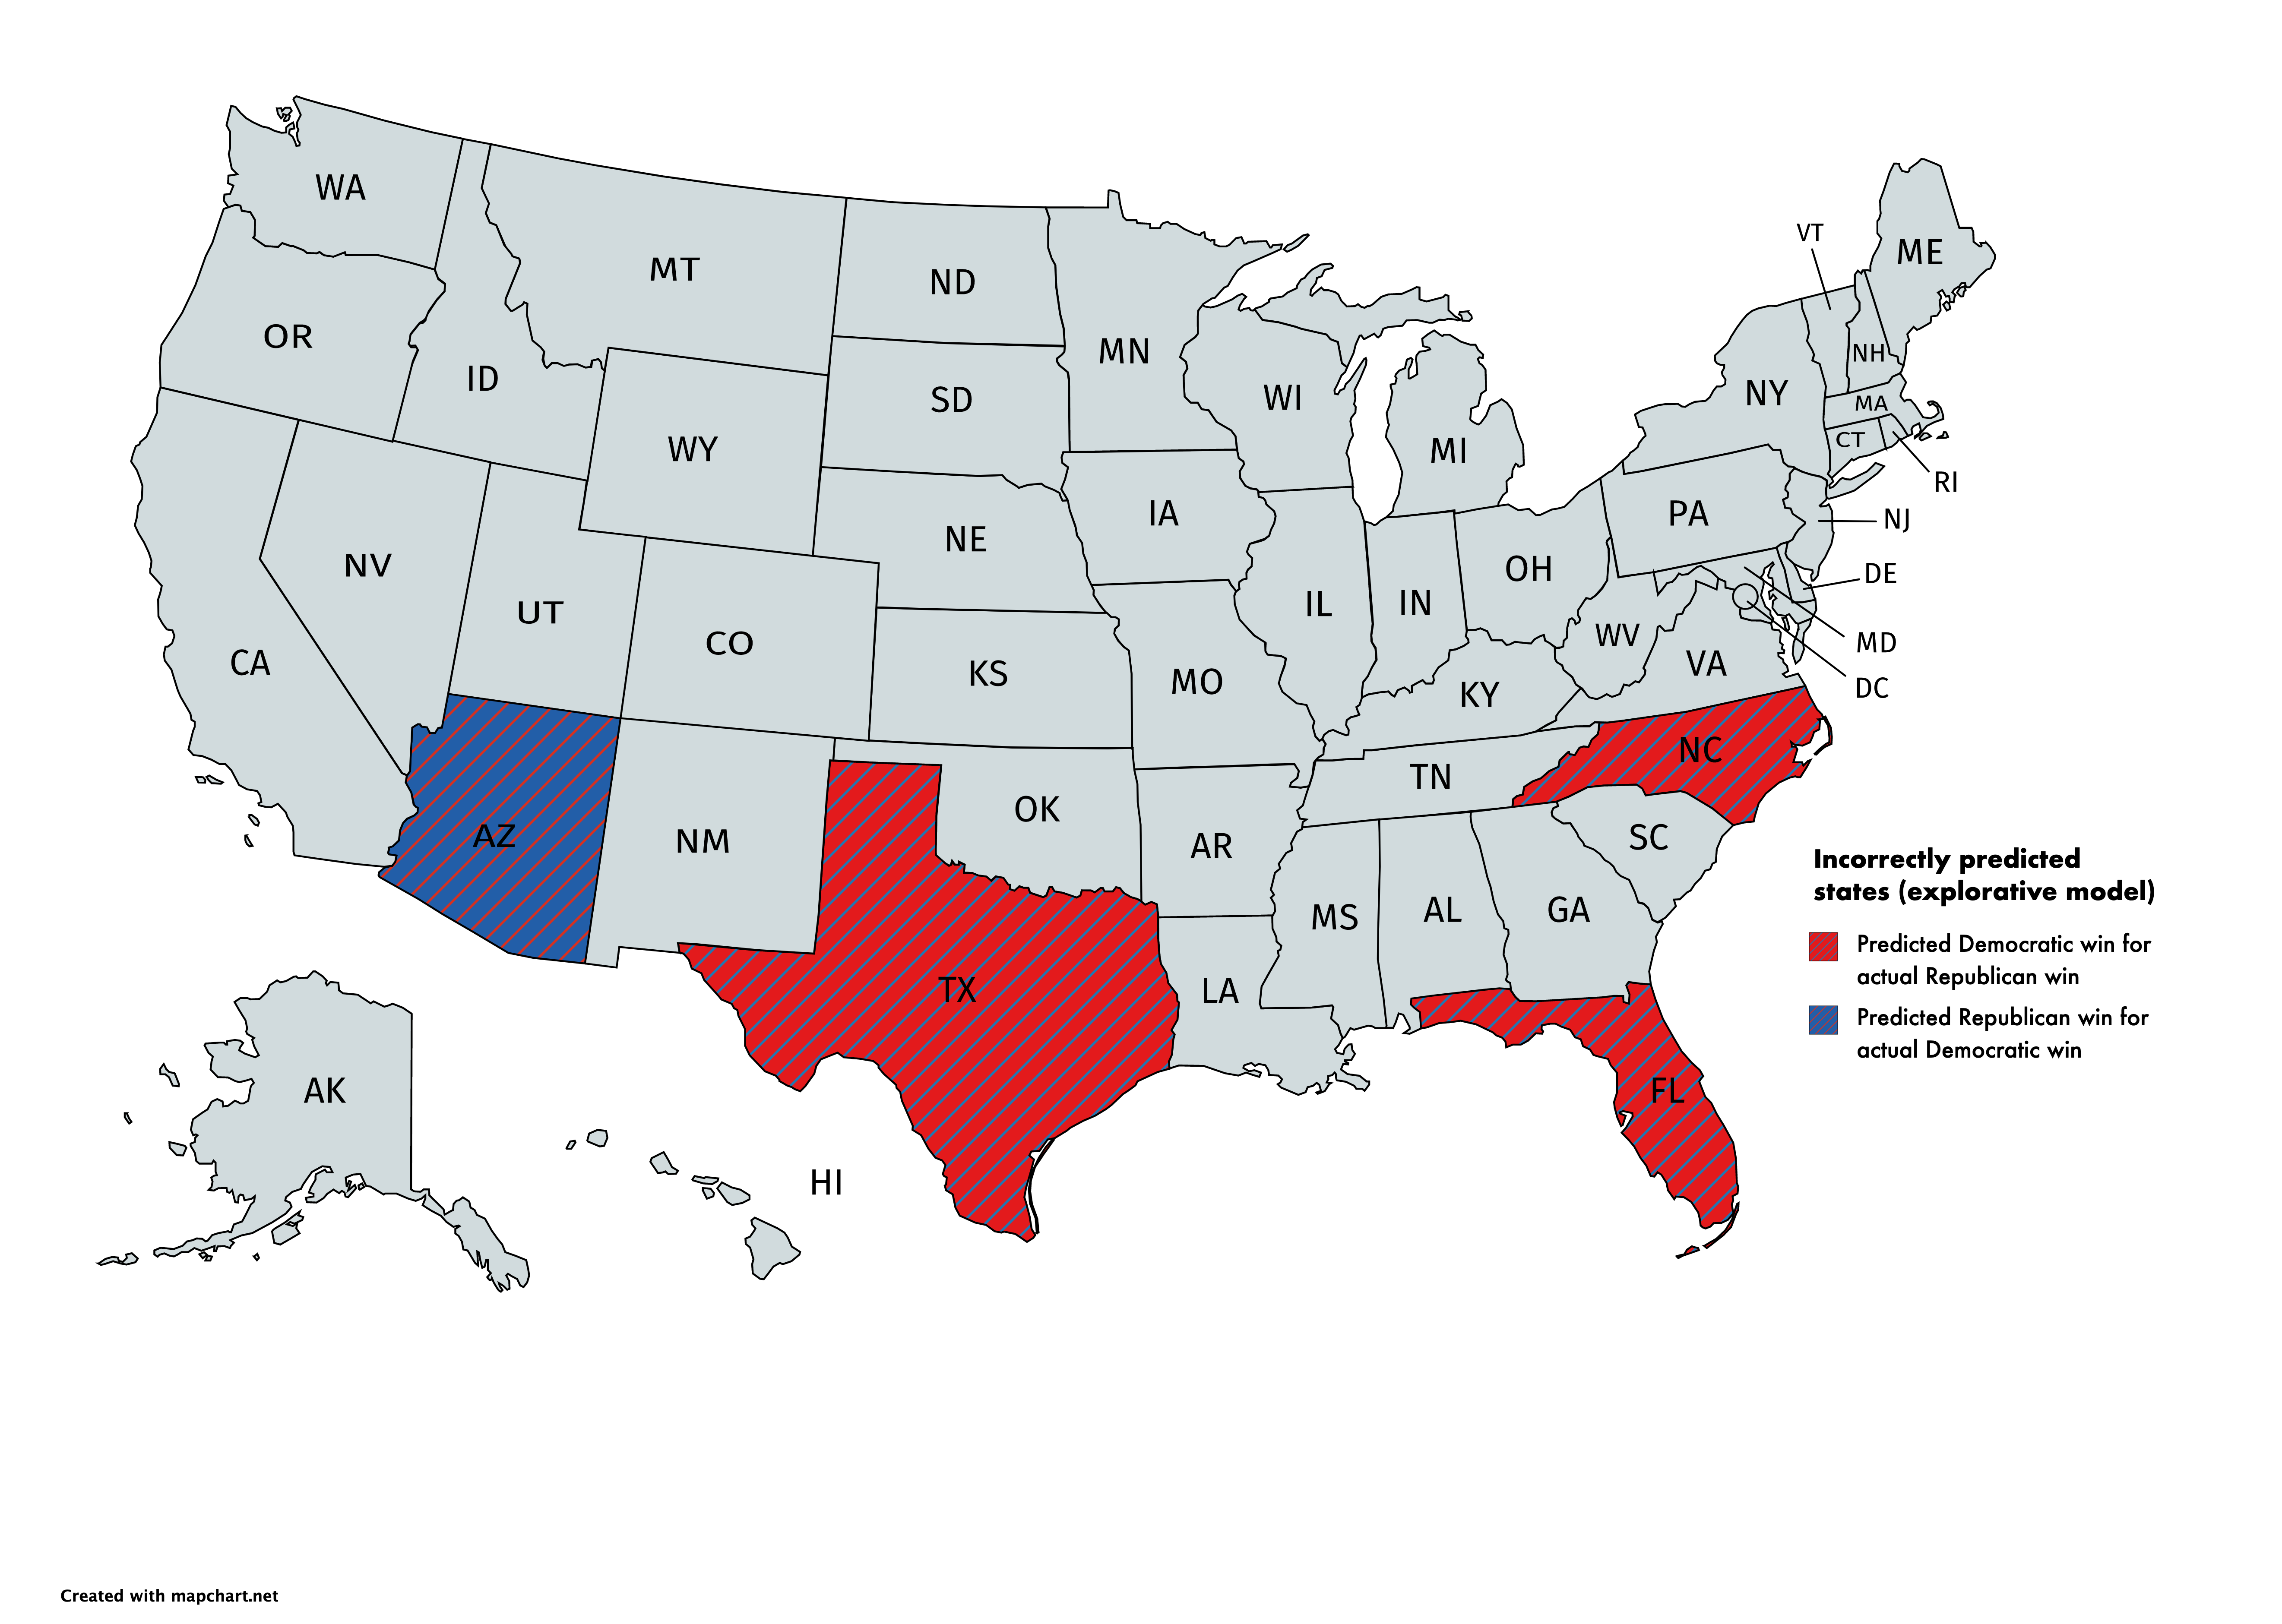 WA
MT
ND
MN
VT
ME
OR
ID
SD
WI
NH
NY
MA
WY
MI
CT
RI
IA
PA
NJ
NE
NV
OH
DE
UT
IL
IN
CO
WV
MD
CA
KS
MO
VA
KY
DC
NC
TN
OK
AZ
NM
AR
SC
Incorrectly predicted
states (explorative model)
MS
AL
GA
Predicted Democratic win for
actual Republican win
TX
LA
Predicted Republican win for
actual Democratic win
AK
FL
HI
Created with mapchart.net